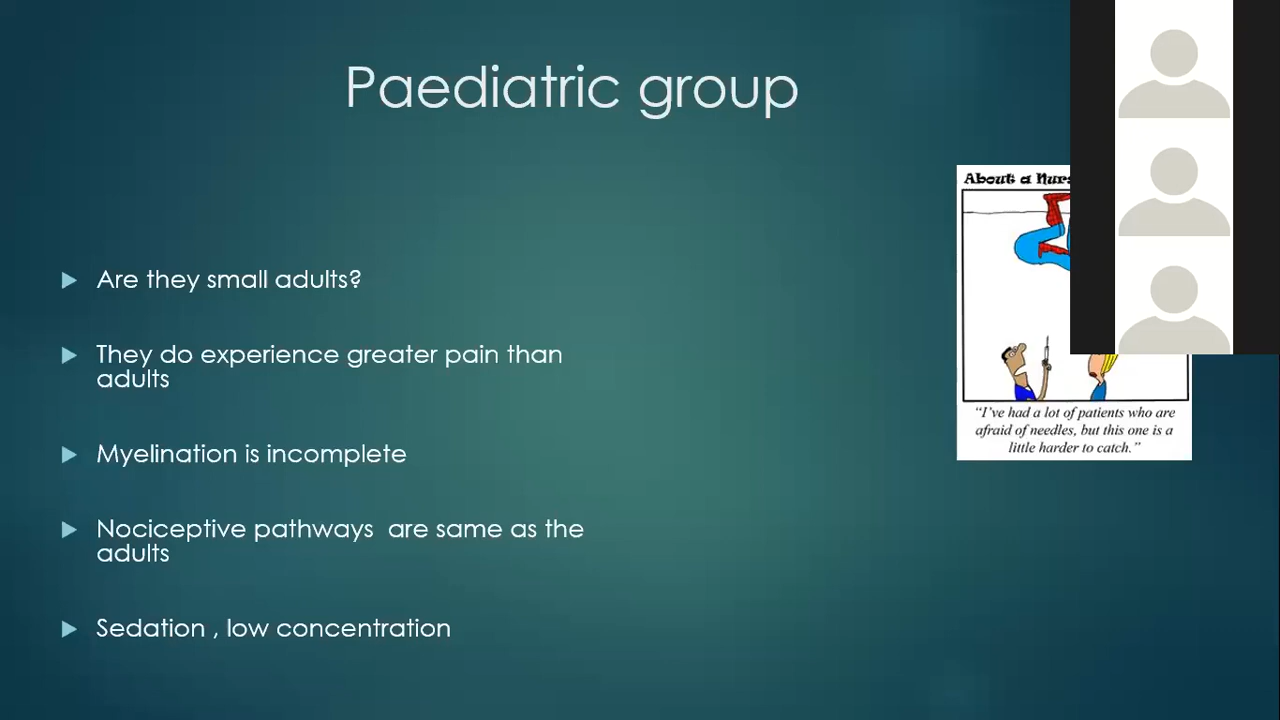 Paediatric group
Are they small adults?
They do experience greater pain than
adults
Myelination is incomplete
Nociceptive pathways  are same as the
adults
Sedation , low concentration
About a
“I’ve had a lot of patients who are
afraid of needles, but this one is a
little harder to catch.”